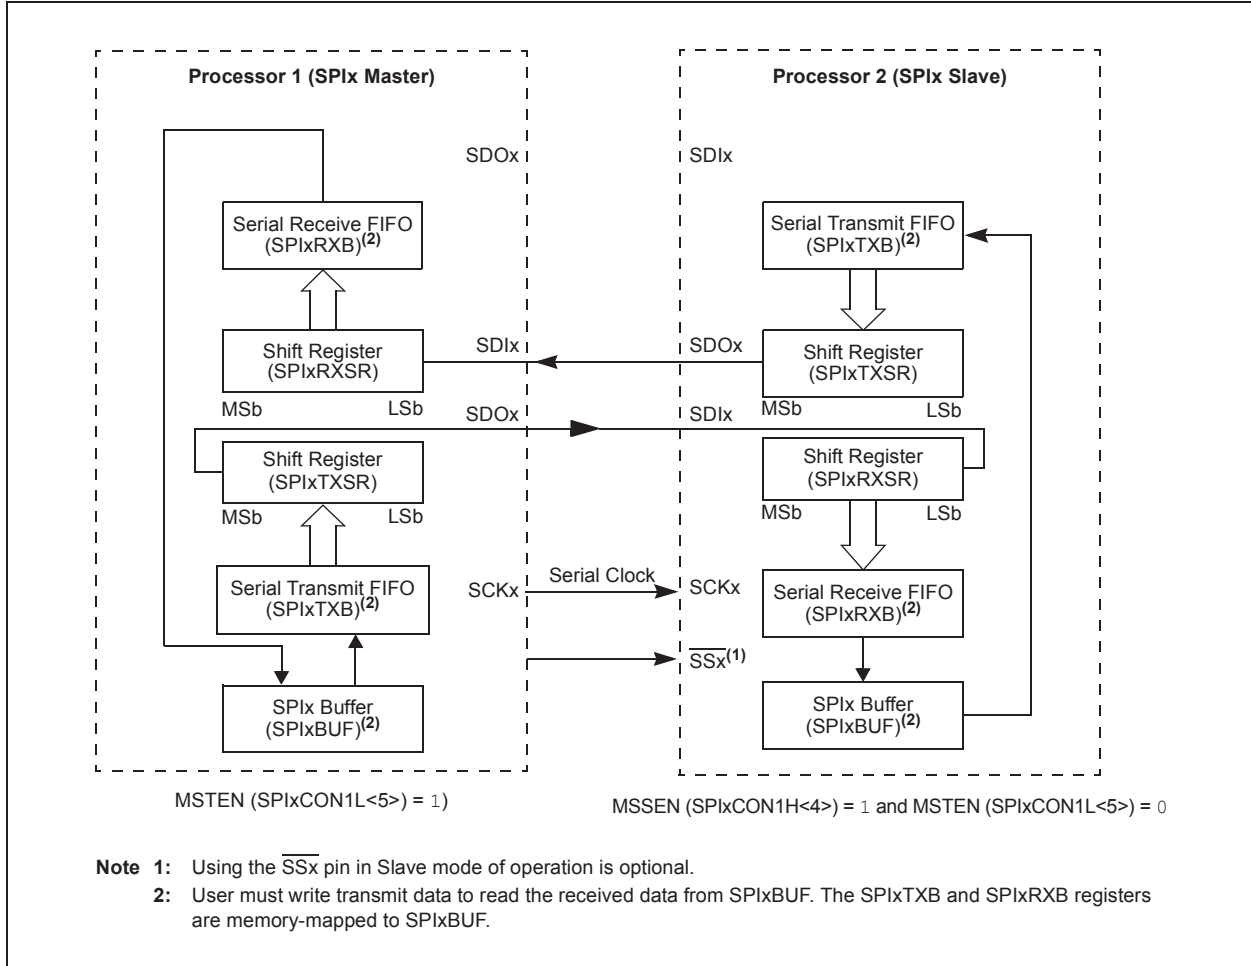 Processor 1 (SPIx Master)
Processor 2 (SPIx Slave)
SDOx
SDIx
Serial Receive FIFO
(SPIxRXB)(2)
Serial Transmit FIFO
(SPIxTXB)(2)
Shift Register
(SPIxRXSR)
SDIx
SDOx
Shift Register
(SPIxTXSR)
MSb
LSb
SDOx
SDIx
MSb
LSb
Shift Register
(SPIxTXSR)
Shift Register
(SPIxRXSR)
MSb
LSb
MSb
LSb
Serial Transmit FIFO
(SPIxTXB)(2)
SCKx
Serial Clock
SCKx
Serial Receive FIFO
(SPIxRXB)(2)
SSx(1)
SPIx Buffer
(SPIxBUF)(2)
SPIx Buffer
(SPIxBUF)(2)
MSTEN (SPIxCON1L<5>) = 1)
MSSEN (SPIxCON1H<4>) = 1 and MSTEN (SPIxCON1L<5>) = 0
Note 1: Using the SSx pin in Slave mode of operation is optional.
2: User must write transmit data to read the received data from SPIxBUF. The SPIxTXB and SPIxRXB registers
are memory-mapped to SPIxBUF.